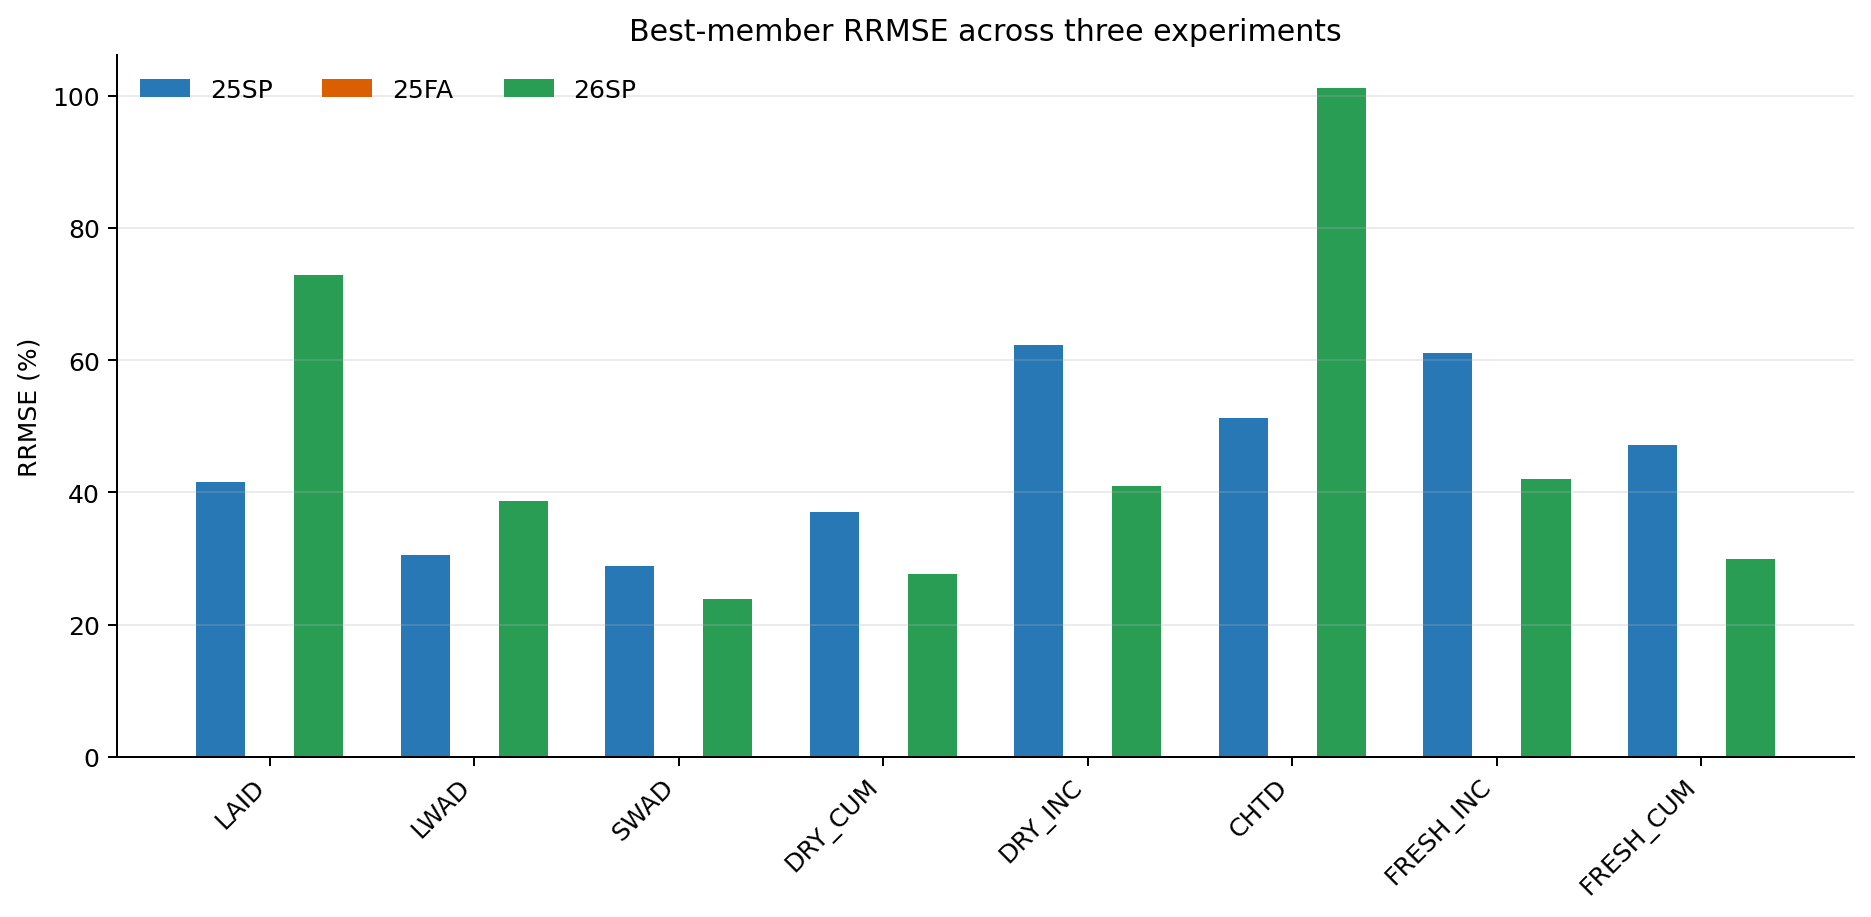 Best-member RRMSE across three experiments
25SP 25FA 26SP
RRMSE (%)
100
80
60
40
20
0
LAID LWAD SWAD DRY_CUM DRY_INC CHTD FRESH_INC FRESH_CUM